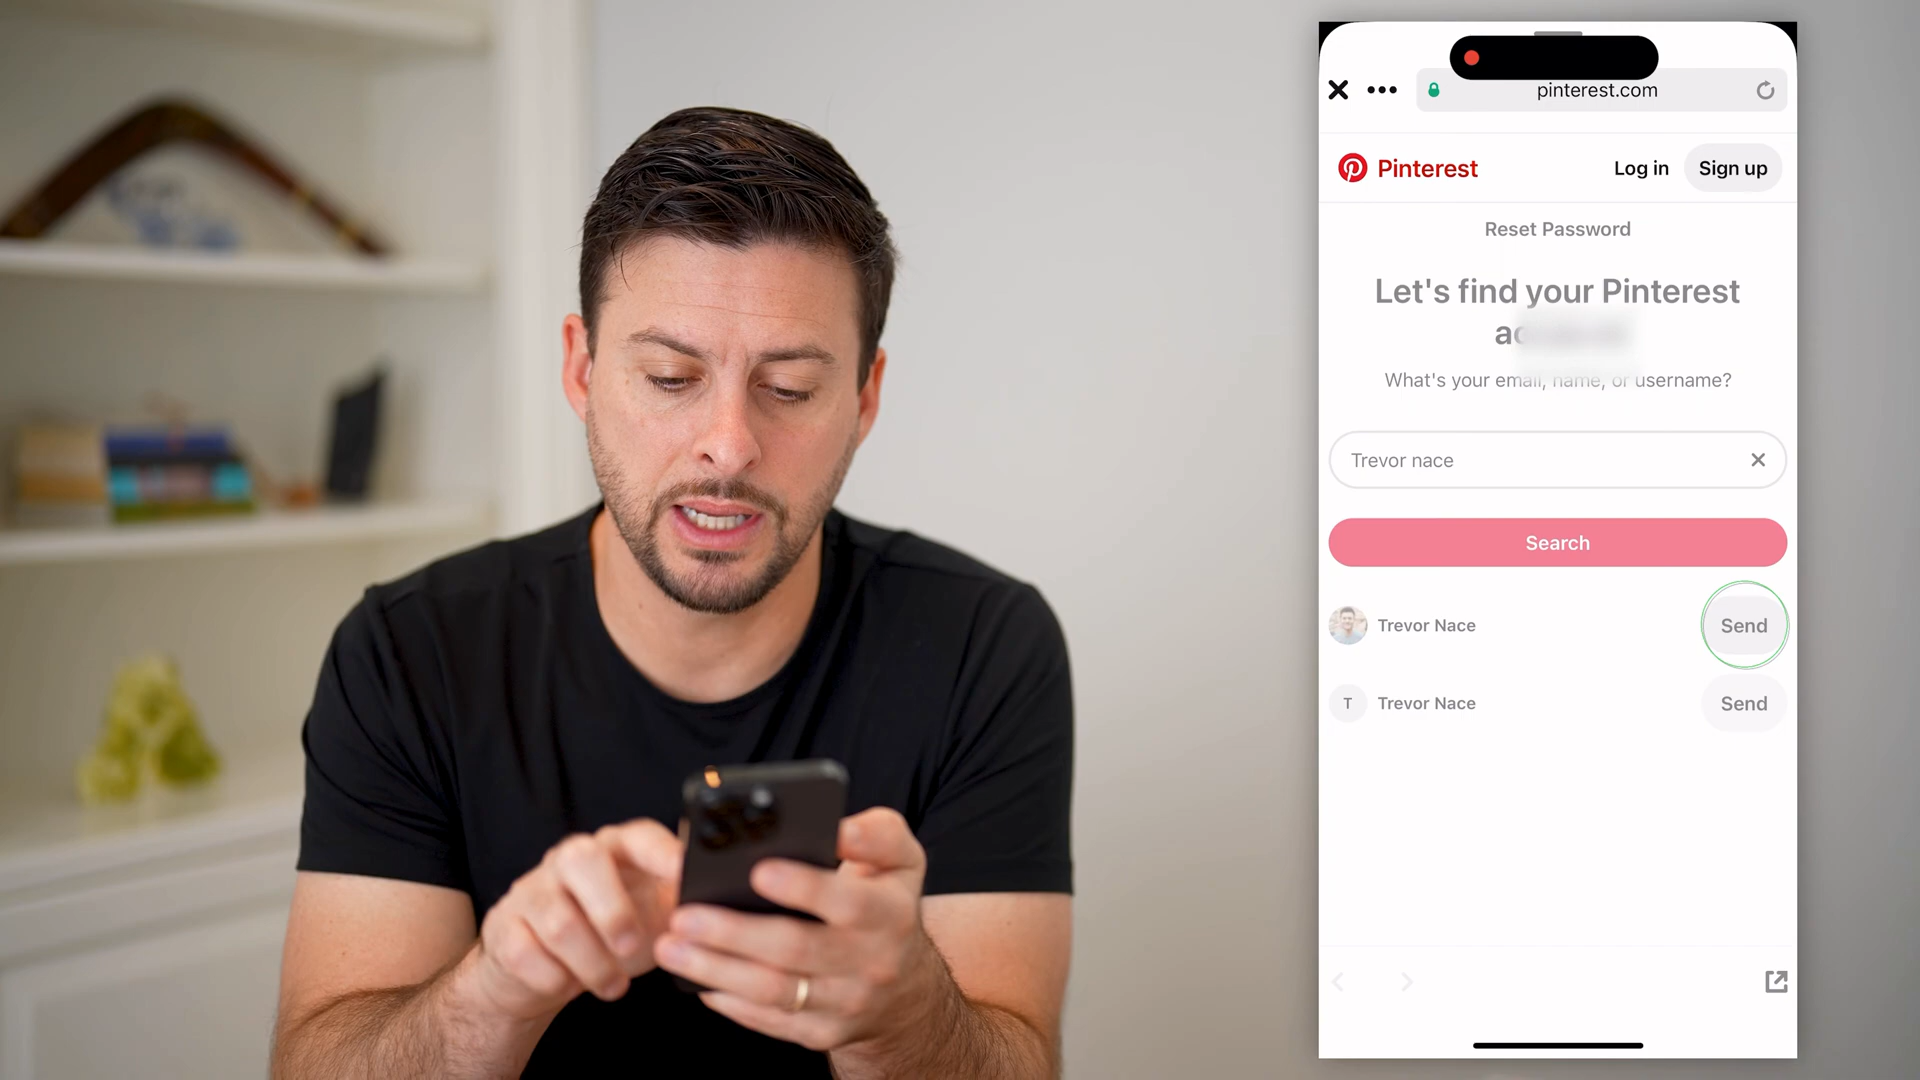 pinterest.com
Pinterest
Log in
Sign up
Reset Password
Let's find your Pinterest
What's your email, name, or username?
Trevor nace
Search
Trevor Nace
Send
T
Trevor Nace
Send